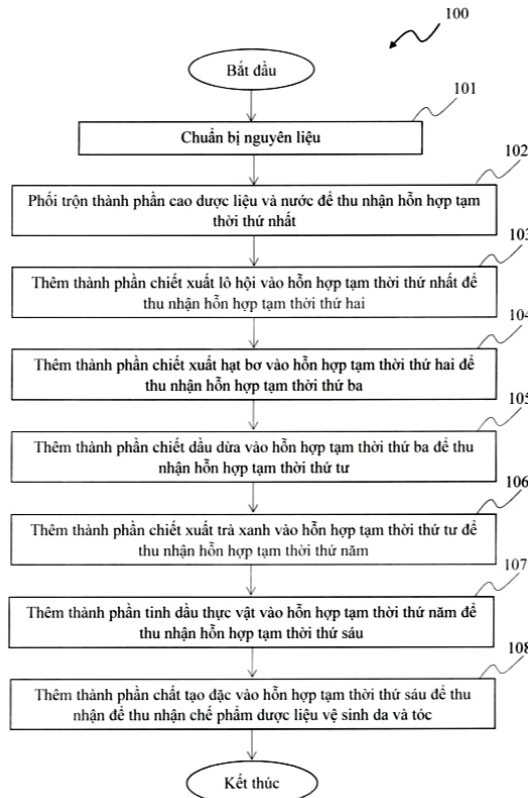 100
Bắt đầu
101
Chuẩn bị nguyên liệu
102
Phối trộn thành phần cao dược liệu và nước để thu nhận hỗn hợp tạm
thời thứ nhất
103
Thêm thành phần chiết xuất lô hội vào hỗn hợp tạm thời thứ nhất để
thu nhận hỗn hợp tạm thời thứ hai
104
Thêm thành phần chiết xuất hạt bơ vào hỗn hợp tạm thời thứ hai để
thu nhận hỗn hợp tạm thời thứ ba
105
Thêm thành phần chiết dầu dừa vào hỗn hợp tạm thời thứ ba để thu
nhận hỗn hợp tạm thời thứ tư
106
Thêm thành phần chiết xuất trà xanh vào hỗn hợp tạm thời thứ tư để
thu nhận hỗn hợp tạm thời thứ năm
107
Thêm thành phần tinh dầu thực vật vào hỗn hợp tạm thời thứ năm để
thu nhận hỗn hợp tạm thời thứ sáu
108
Thêm thành phần chất tạo đặc vào hỗn hợp tạm thời thứ sáu để thu
nhận để thu nhận chế phẩm dược liệu vệ sinh da và tóc
Kết thúc